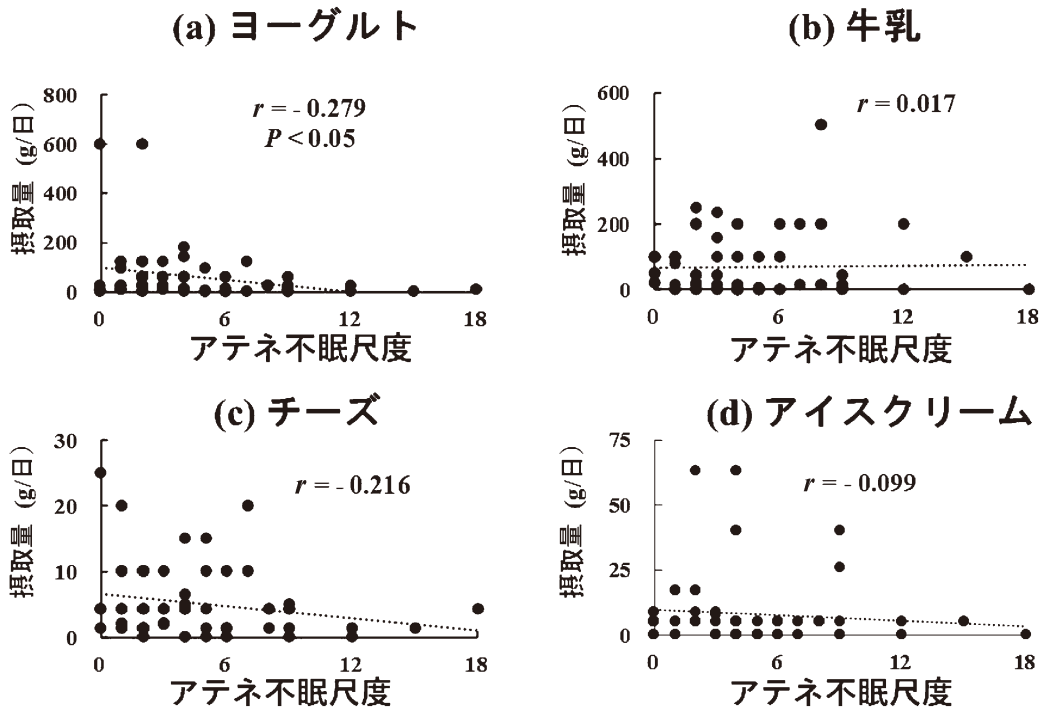 (a) ヨーグルト
800
600
400
200
0
摂取量 (g/日)
r = - 0.279
P < 0.05
0 6 12 18
アテネ不眠尺度
(b) 牛乳
600
400
200
0
摂取量 (g/日)
r = 0.017
0 6 12 18
アテネ不眠尺度
(c) チーズ
30
20
10
0
摂取量 (g/日)
r = - 0.216
0 6 12 18
アテネ不眠尺度
(d) アイスクリーム
75
50
25
0
摂取量 (g/日)
r = - 0.099
0 6 12 18
アテネ不眠尺度